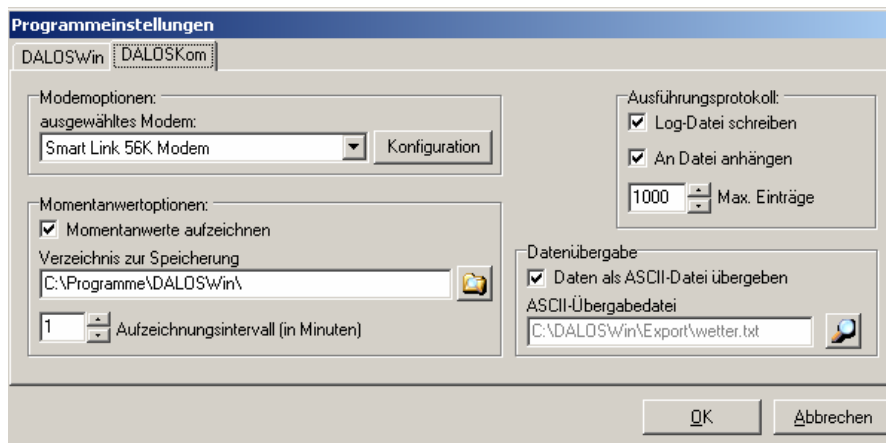 Programmeinstellungen
DALOSWin DALOSKom
Modemoptionen:
ausgewähltes Modem:
Smart Link 56K Modem
Konfiguration
Momentanwertoptionen:
Momentanwerte aufzeichnen
Verzeichnis zur Speicherung
C:\Programme\DALOSWin\
1 Aufzeichnungsintervall (in Minuten)
Ausführungsprotokoll:
Log-Datei schreiben
An Datei anhängen
1000 Max. Einträge
Datenübergabe
Daten als ASCII-Datei übergeben
ASCII-Übergabedatei
C:\DALOSWin\Export\wetter.txt
OK Abbrechen